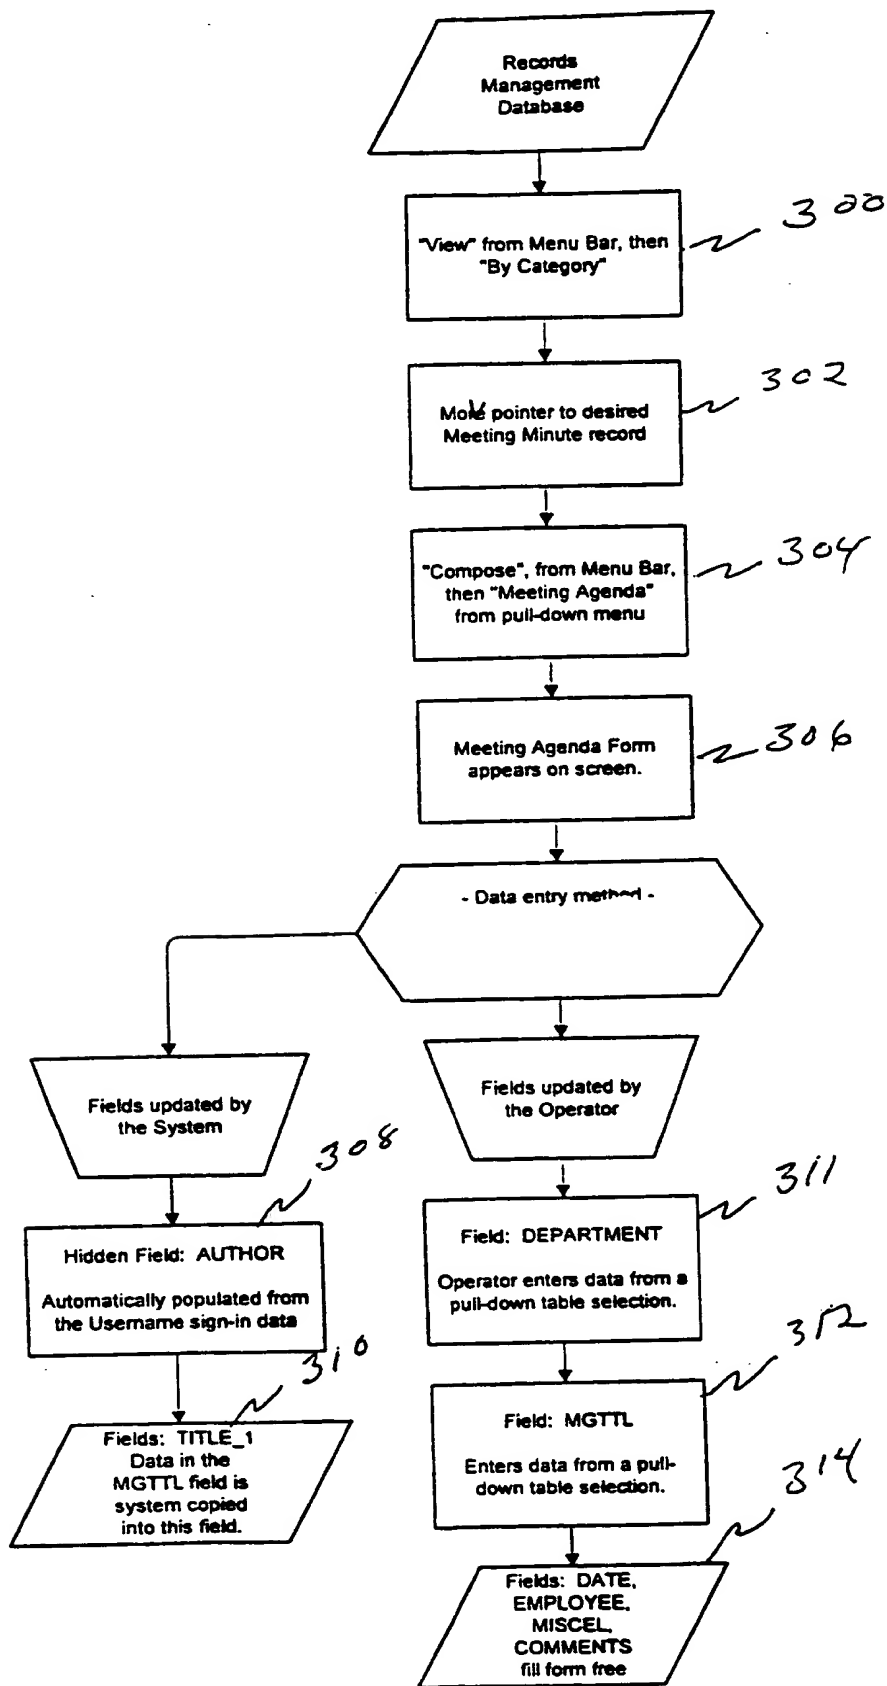 Records
Management
Database
"View" from Menu Bar, then
"By Category"
300
Move pointer to desired
Meeting Minute record
302
"Compose", from Menu Bar,
then "Meeting Agenda"
from pull-down menu
304
Meeting Agenda Form
appears on screen.
306
- Data entry method -
Fields updated by
the System
Fields updated by
the Operator
308
Hidden Field: AUTHOR
Automatically populated from
the Username sign-in data
311
Field: DEPARTMENT
Operator enters data from a
pull-down table selection.
310
Fields: TITLE_1
Data in the
MGTTL field is
system copied
into this field.
312
Field: MGTTL
Enters data from a pull-
down table selection.
314
Fields: DATE,
EMPLOYEE,
MISCEL,
COMMENTS
fill form free